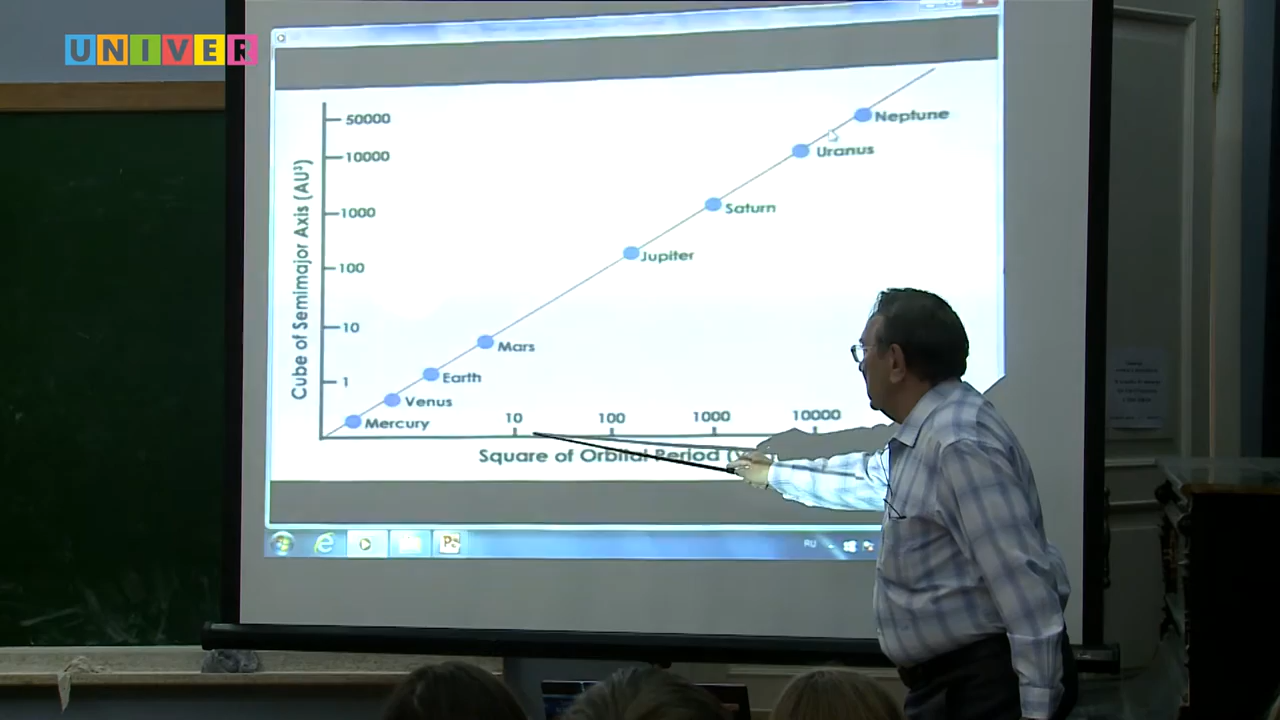 UNIVER
50000
10000
1000
100
10
1
Cube of Semimajor Axis (AU³)
Neptune
Uranus
Saturn
Jupiter
Mars
Earth
Venus
Mercury
10 100 1000 10000
Square of Orbital Period
RU